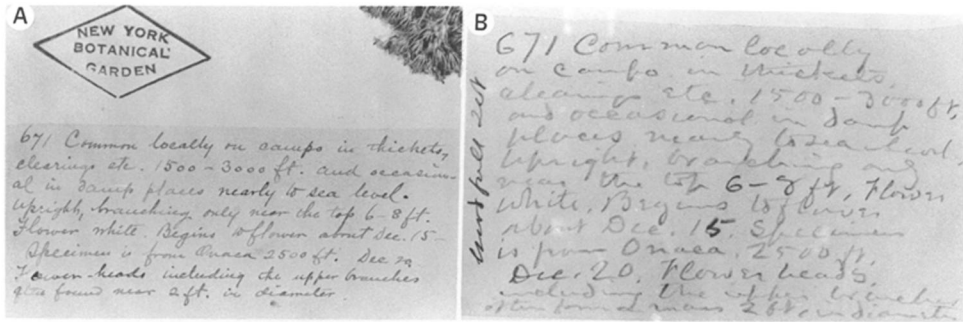 A
NEW YORK
BOTANICAL
GARDEN
671 Common locally on campo in thickets,
clearings etc. 1500-3000 ft. and occasion-
al in damp places nearly to sea level.
Upright, branching only near the top 6-8 ft.
Flower white. Begins to flower about Dec. 15-
Specimen is from Onaca 2500 ft. Dec 20,
Flower-heads including the upper branches
found near 2 ft. in diameter.
B
671 Common locally
on campo in thickets,
clearings etc. 1500-3000 ft,
and occasional in damp
places nearly to sea level.
Upright, branching only
near the top 6-8 ft, Flower
white. Begins to flower
about Dec. 15. Specimen
is from Onaca, 2500 ft,
Dec. 20, Flower heads,
including the upper branches
2 ft, in diameter
set